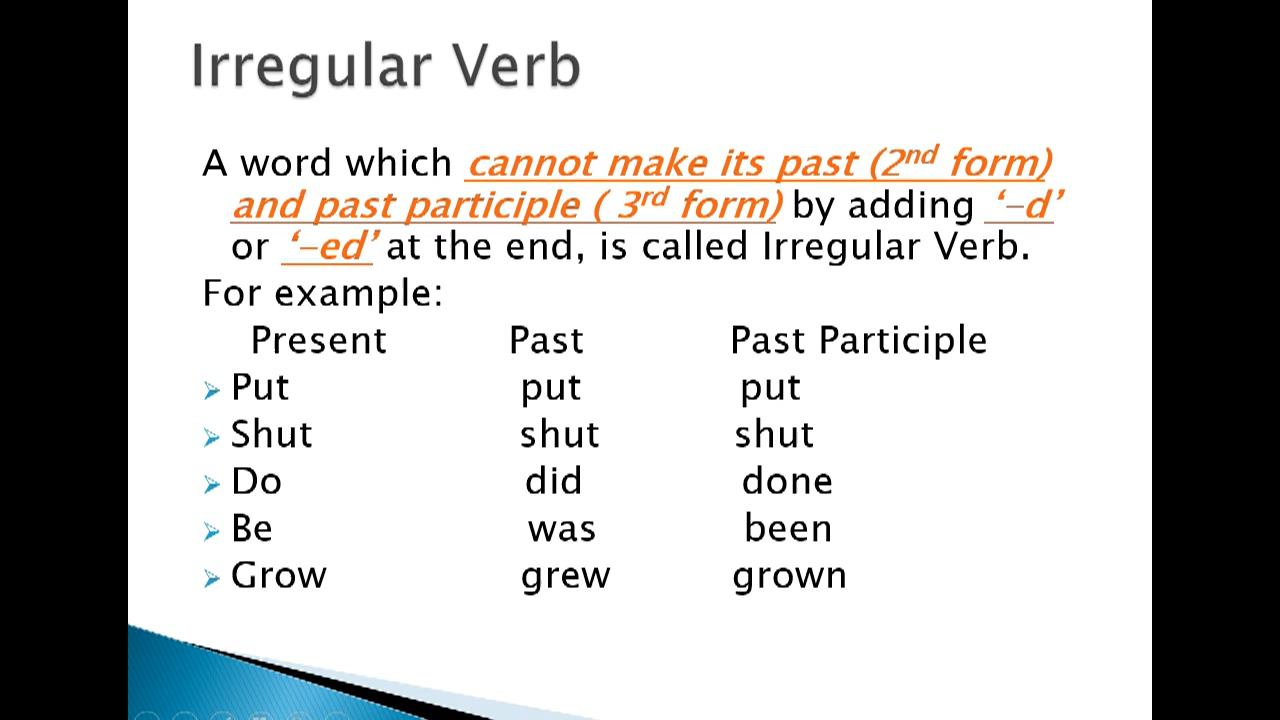 Irregular Verb
A word which cannot make its past (2nd form)
and past participle ( 3rd form) by adding ‘-d’
or ‘-ed’ at the end, is called Irregular Verb.
For example:
Present Past Past Participle
Put put put
Shut shut shut
Do did done
Be was been
Grow grew grown